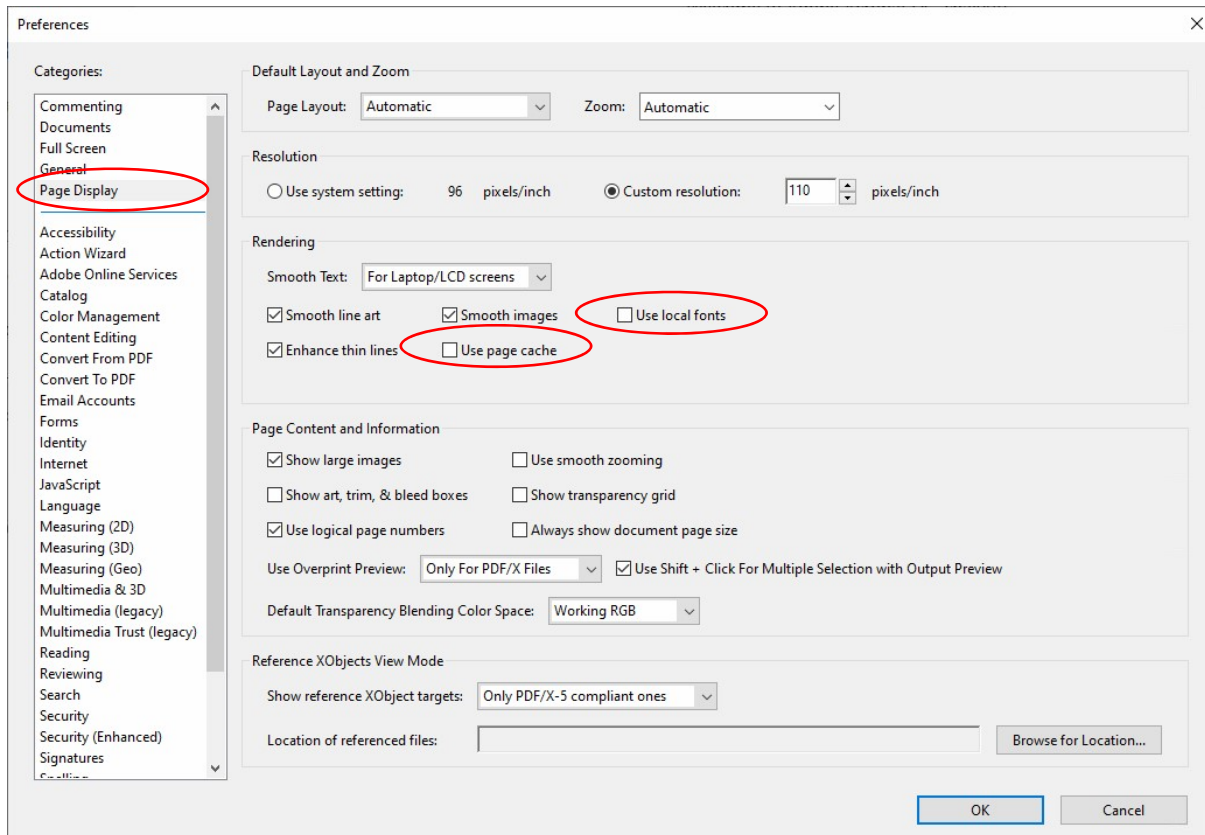 Preferences
Categories:
Commenting
Documents
Full Screen
General
Page Display
Accessibility
Action Wizard
Adobe Online Services
Catalog
Color Management
Content Editing
Convert From PDF
Convert To PDF
Email Accounts
Forms
Identity
Internet
JavaScript
Language
Measuring (2D)
Measuring (3D)
Measuring (Geo)
Multimedia & 3D
Multimedia (legacy)
Multimedia Trust (legacy)
Reading
Reviewing
Search
Security
Security (Enhanced)
Signatures
Default Layout and Zoom
Page Layout: Automatic Zoom: Automatic
Resolution
Use system setting: 96 pixels/inch Custom resolution: 110 pixels/inch
Rendering
Smooth Text: For Laptop/LCD screens
Smooth line art Smooth images Use local fonts
Enhance thin lines Use page cache
Page Content and Information
Show large images Use smooth zooming
Show art, trim, & bleed boxes Show transparency grid
Use logical page numbers Always show document page size
Use Overprint Preview: Only For PDF/X Files Use Shift + Click For Multiple Selection with Output Preview
Default Transparency Blending Color Space: Working RGB
Reference XObjects View Mode
Show reference XObject targets: Only PDF/X-5 compliant ones
Location of referenced files: Browse for Location...
OK Cancel